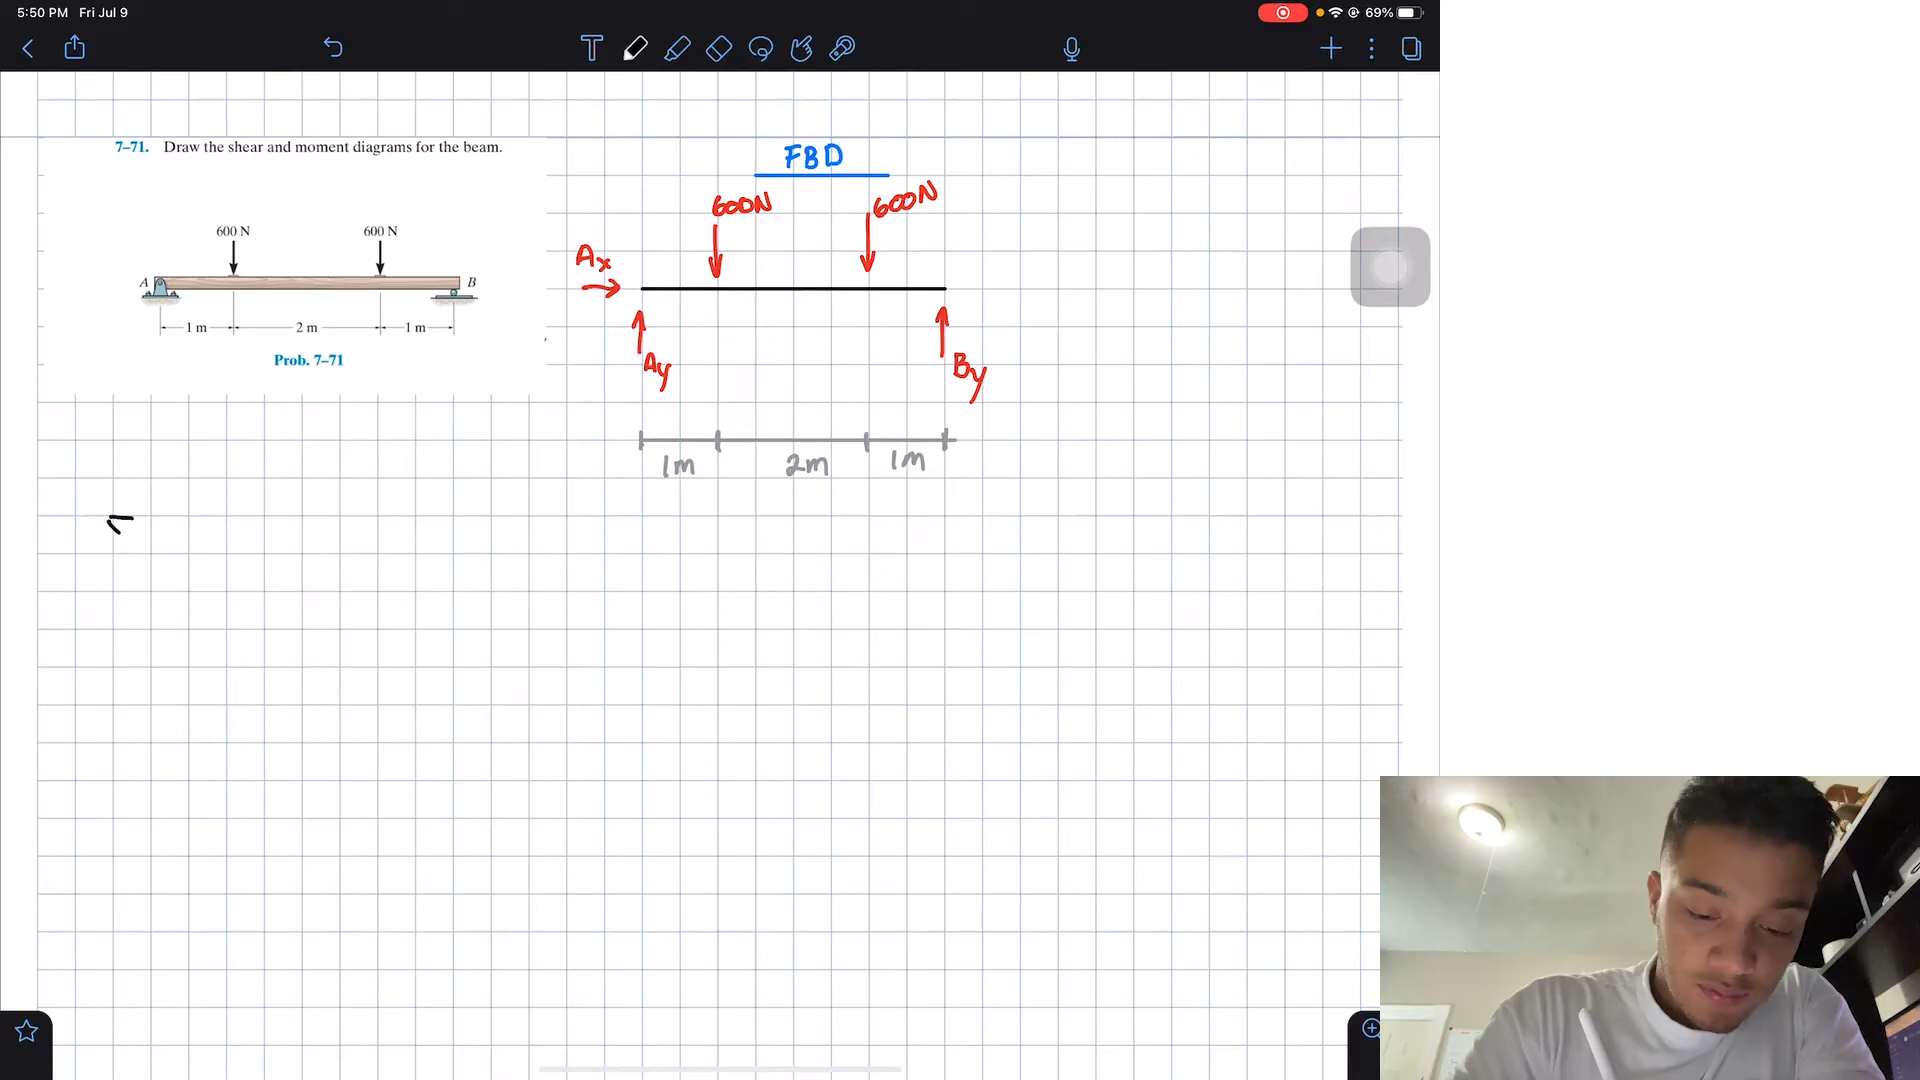 5:50 PM Fri Jul 9
69%
7–71. Draw the shear and moment diagrams for the beam.
600 N 600 N
A B
1 m 2 m 1 m
Prob. 7–71
FBD
600N 600N
Ax
Ay By
1m 2m 1m